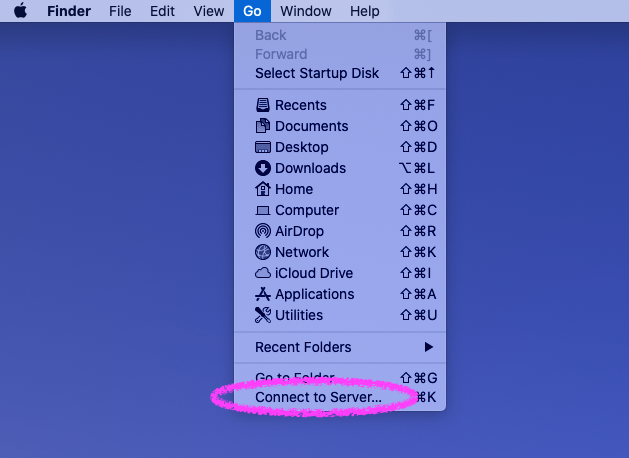 Finder File Edit View Go Window Help
Back ⌘[
Forward ⌘]
Select Startup Disk ⇧⌘↑
Recents ⇧⌘F
Documents ⇧⌘O
Desktop ⇧⌘D
Downloads ⌥⌘L
Home ⇧⌘H
Computer ⇧⌘C
AirDrop ⇧⌘R
Network ⇧⌘K
iCloud Drive ⇧⌘I
Applications ⇧⌘A
Utilities ⇧⌘U
Recent Folders ▶
Go to Folder... ⇧⌘G
Connect to Server... ⌘K